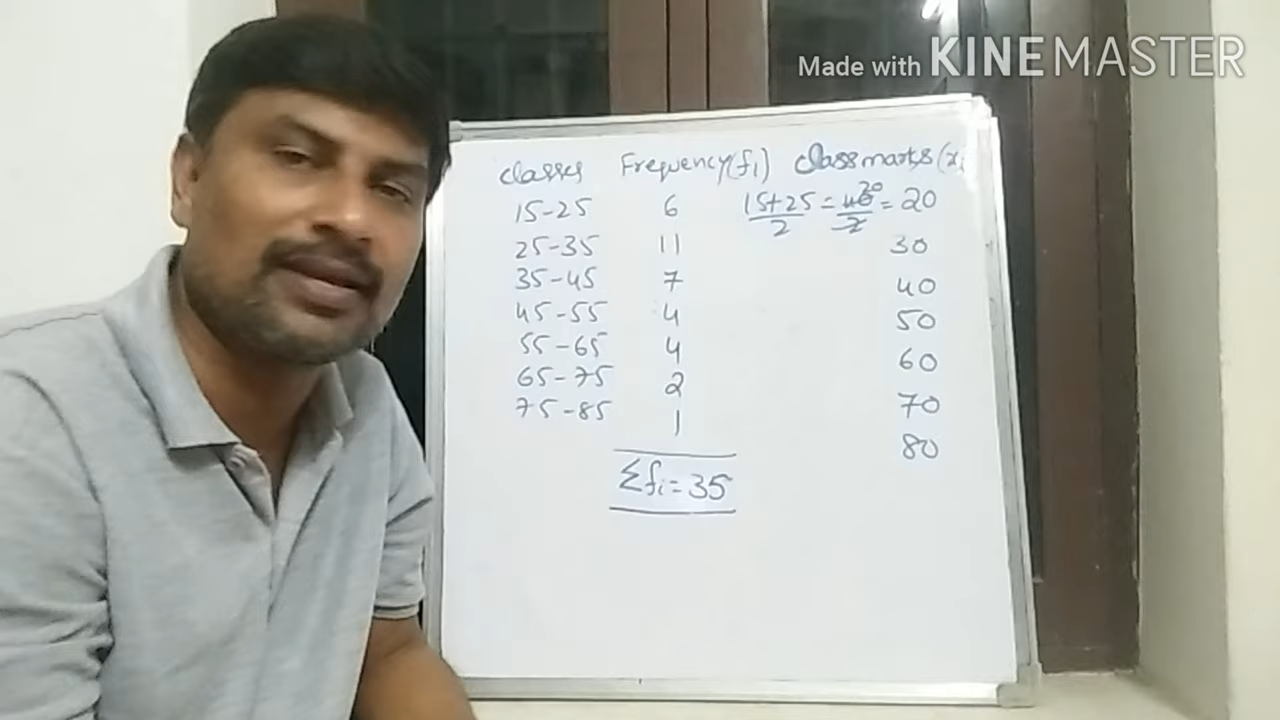 Made with KINEMASTER
classes Frequency(fi) class marks (xi
15-25 6 15+25/2 = 40/2 20 = 20
25-35 11 30
35-45 7 40
45-55 4 50
55-65 4 60
65-75 2 70
75-85 1 80
Σfi = 35